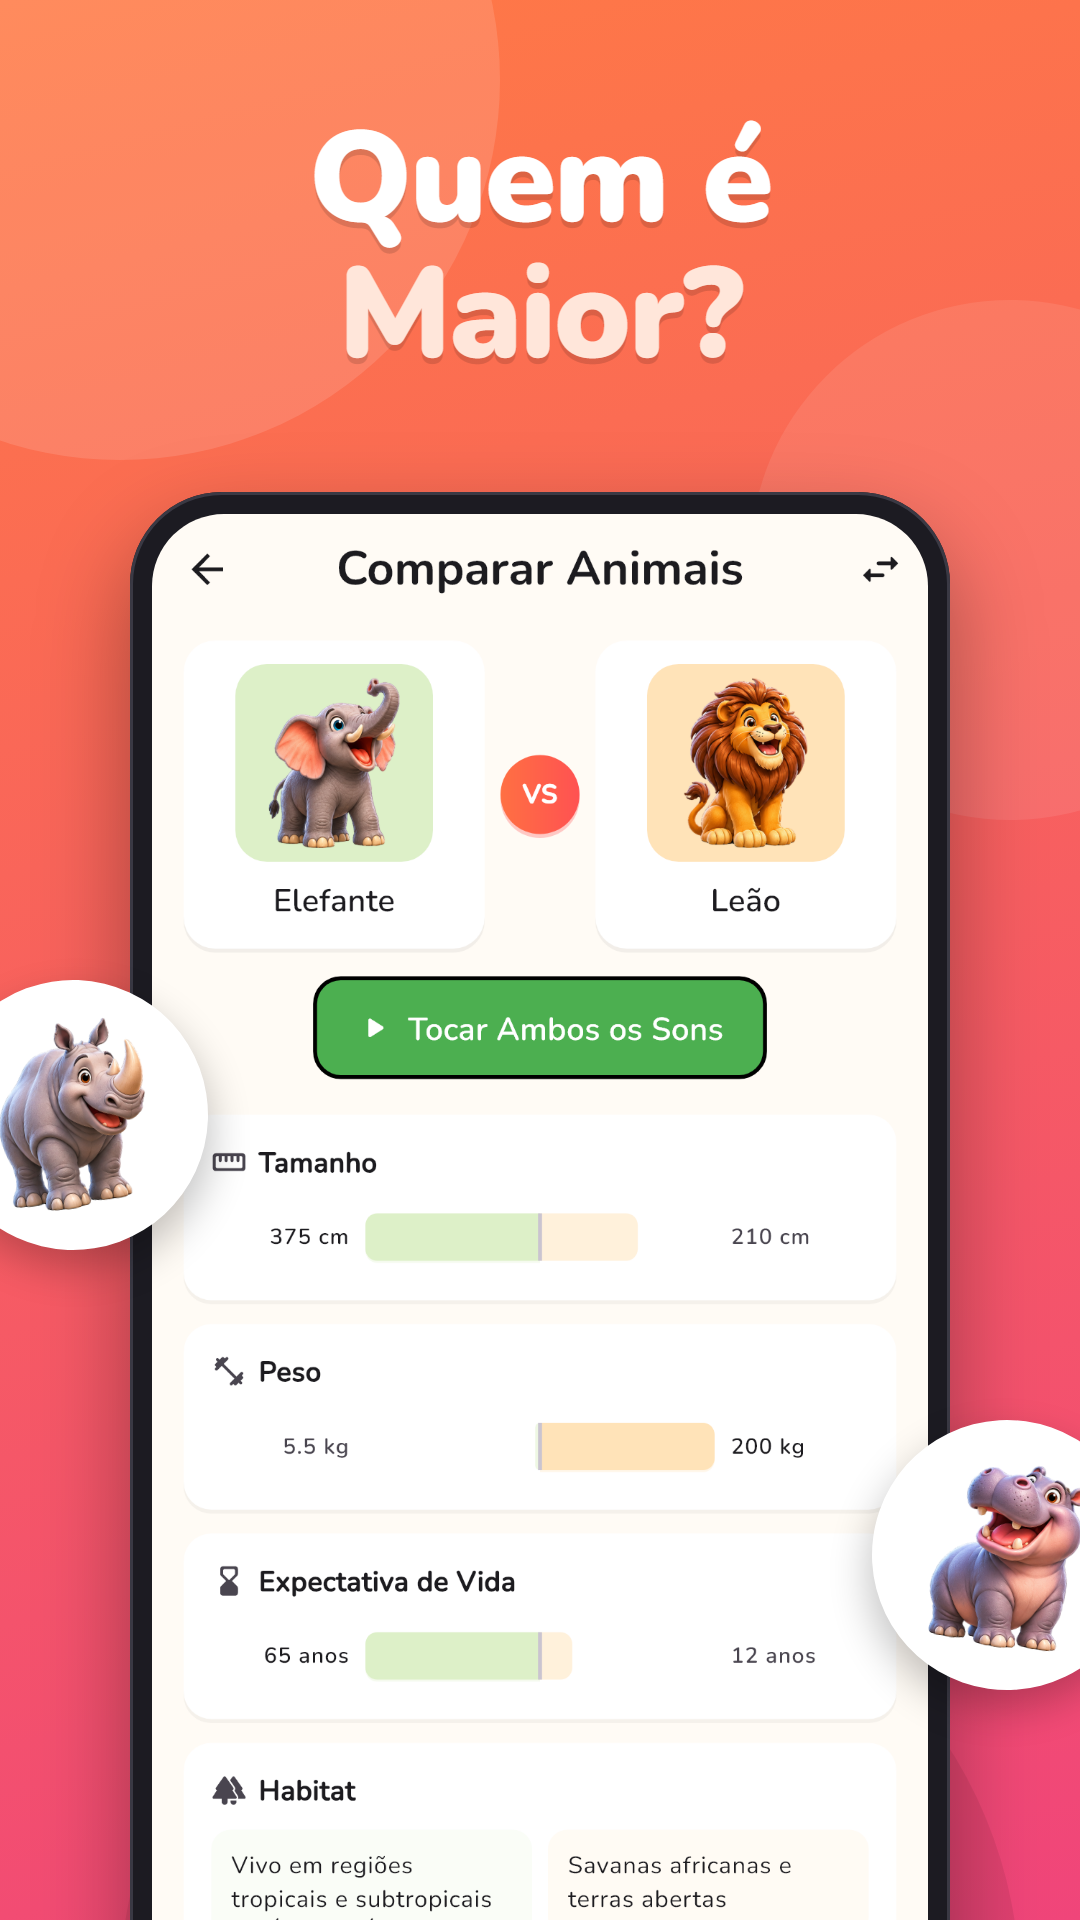 Quem é
Maior?
Comparar Animais
Elefante
VS
Leão
Tocar Ambos os Sons
Tamanho
375 cm
210 cm
Peso
5.5 kg
200 kg
Expectativa de Vida
65 anos
12 anos
Habitat
Vivo em regiões
tropicais e subtropicais
Savanas africanas e
terras abertas